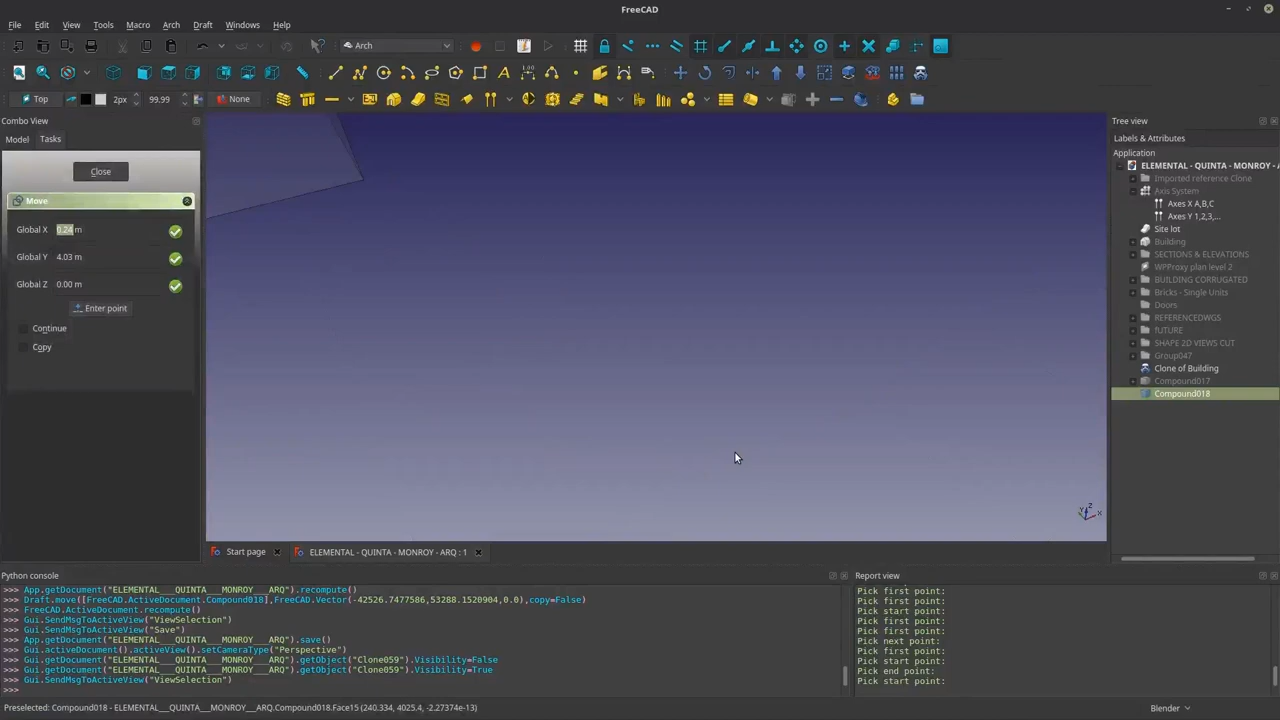 FreeCAD
File Edit View Tools Macro Arch Draft Windows Help
Arch
Top 2px 99.99 None
Combo View
Model Tasks
Close
Move
Global X 0.24 m
Global Y 4.03 m
Global Z 0.00 m
Enter point
Continue
Copy
Tree view
Labels & Attributes
Application
ELEMENTAL - QUINTA - MONROY - A
Imported reference Clone
Axis System
Axes X A,B,C
Axes Y 1,2,3,...
Site lot
Building
SECTIONS & ELEVATIONS
WPProxy plan level 2
BUILDING CORRUGATED
Bricks - Single Units
Doors
REFERENCEDWGS
fUTURE
SHAPE 2D VIEWS CUT
Group047
Clone of Building
Compound017
Compound018
Z
Y
X
Start page
ELEMENTAL - QUINTA - MONROY - ARQ : 1
Python console
>>> App.getDocument("ELEMENTAL___QUINTA___MONROY___ARQ").recompute()
>>> Draft.move([FreeCAD.ActiveDocument.Compound018],FreeCAD.Vector(-42526.7477586,53288.1520904,0.0),copy=False)
>>> FreeCAD.ActiveDocument.recompute()
>>> Gui.SendMsgToActiveView("ViewSelection")
>>> Gui.SendMsgToActiveView("Save")
>>> App.getDocument("ELEMENTAL___QUINTA___MONROY___ARQ").save()
>>> Gui.activeDocument().activeView().setCameraType("Perspective")
>>> Gui.getDocument("ELEMENTAL___QUINTA___MONROY___ARQ").getObject("Clone059").Visibility=False
>>> Gui.getDocument("ELEMENTAL___QUINTA___MONROY___ARQ").getObject("Clone059").Visibility=True
>>> Gui.SendMsgToActiveView("ViewSelection")
>>>
Report view
Pick first point:
Pick first point:
Pick start point:
Pick first point:
Pick first point:
Pick next point:
Pick first point:
Pick start point:
Pick end point:
Pick start point:
Preselected: Compound018 - ELEMENTAL___QUINTA___MONROY___ARQ.Compound018.Face15 (240.334, 4025.4, -2.27374e-13)
Blender